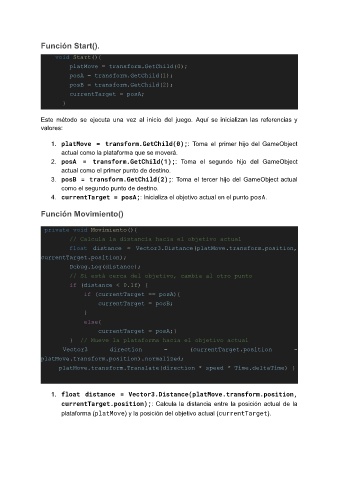 Función Start().
void Start(){
platMove = transform.GetChild(0);
posA = transform.GetChild(1);
posB = transform.GetChild(2);
currentTarget = posA;
}
Este método se ejecuta una vez al inicio del juego. Aquí se inicializan las referencias y
valores:
1. platMove = transform.GetChild(0);: Toma el primer hijo del GameObject
actual como la plataforma que se moverá.
2. posA = transform.GetChild(1);: Toma el segundo hijo del GameObject
actual como el primer punto de destino.
3. posB = transform.GetChild(2);: Toma el tercer hijo del GameObject actual
como el segundo punto de destino.
4. currentTarget = posA;: Inicializa el objetivo actual en el punto posA.
Función Movimiento()
private void Movimiento(){
// Calcula la distancia hacia el objetivo actual
float distance = Vector3.Distance(platMove.transform.position,
currentTarget.position);
Debug.Log(distance);
// Si está cerca del objetivo, cambia al otro punto
if (distance < 0.1f) {
if (currentTarget == posA){
currentTarget = posB;
}
else{
currentTarget = posA;}
} // Mueve la plataforma hacia el objetivo actual
Vector3 direction = (currentTarget.position -
platMove.transform.position).normalized;
platMove.transform.Translate(direction * speed * Time.deltaTime) }
1. float distance = Vector3.Distance(platMove.transform.position,
currentTarget.position);: Calcula la distancia entre la posición actual de la
plataforma (platMove) y la posición del objetivo actual (currentTarget).